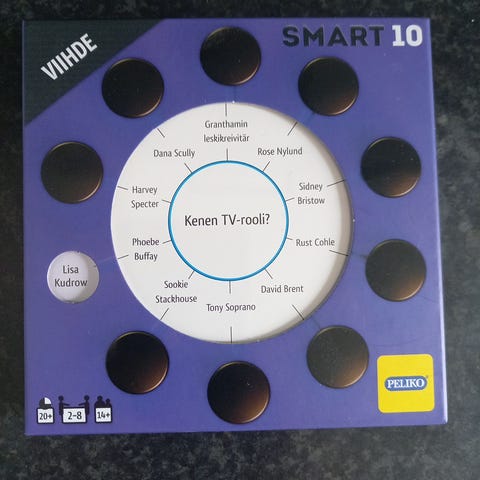 VIIHDE
SMART 10
Granthamin
leskikreivitär
Dana Scully
Rose Nylund
Harvey
Specter
Sidney
Bristow
Kenen TV-rooli?
Phoebe
Buffay
Rust Cohle
Lisa
Kudrow
Sookie
Stackhouse
David Brent
Tony Soprano
PELIKO
20+
2–8
14+